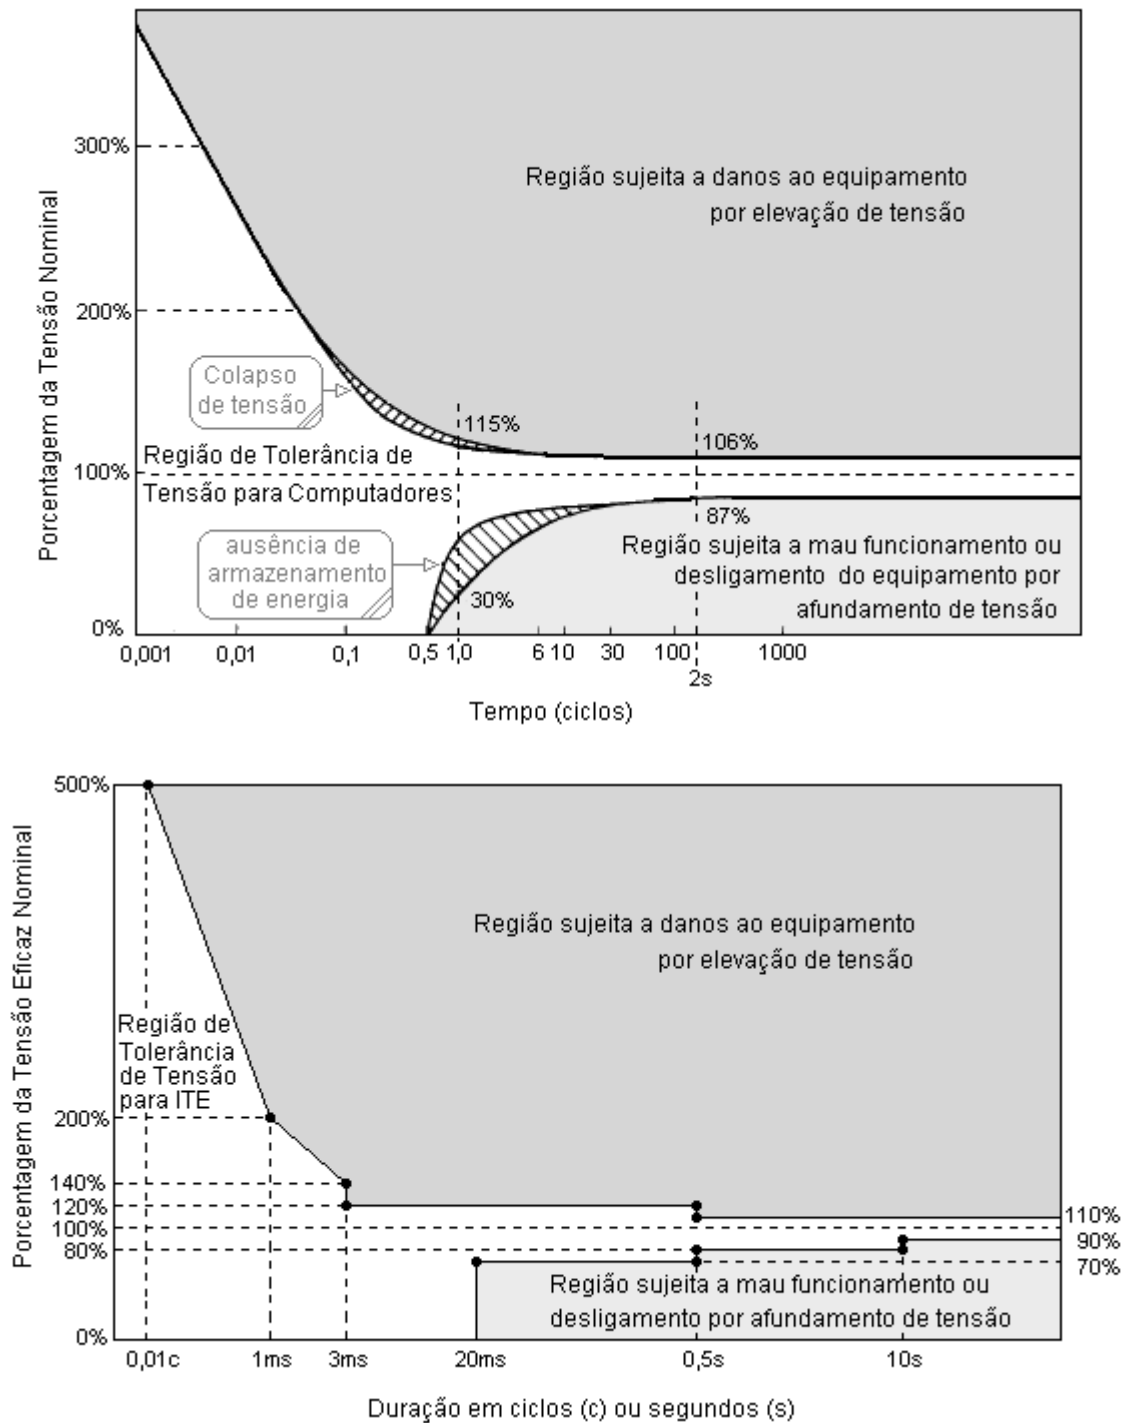 Porcentagem da Tensão Nominal
300%
200%
100%
0%
Região sujeita a danos ao equipamento
por elevação de tensão
Colapso
de tensão
115%
106%
Região de Tolerância de
Tensão para Computadores
87%
ausência de
armazenamento
de energia
30%
Região sujeita a mau funcionamento ou
desligamento do equipamento por
afundamento de tensão
0,001 0,01 0,1 0,5 1,0 6 10 30 100 1000
2s
Tempo (ciclos)
Porcentagem da Tensão Eficaz Nominal
500%
200%
140%
120%
100%
80%
0%
Região sujeita a danos ao equipamento
por elevação de tensão
Região de
Tolerância
de Tensão
para ITE
110%
90%
70%
Região sujeita a mau funcionamento ou
desligamento por afundamento de tensão
0,01c 1ms 3ms 20ms 0,5s 10s
Duração em ciclos (c) ou segundos (s)